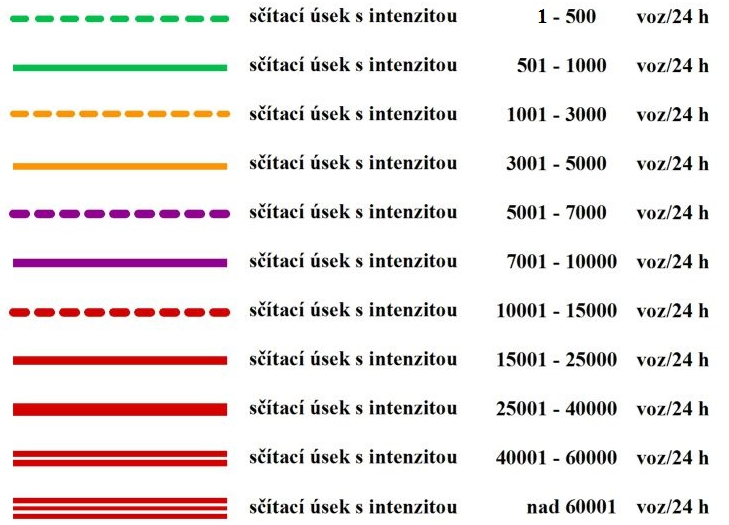 sčítací úsek s intenzitou 1 - 500 voz/24 h
sčítací úsek s intenzitou 501 - 1000 voz/24 h
sčítací úsek s intenzitou 1001 - 3000 voz/24 h
sčítací úsek s intenzitou 3001 - 5000 voz/24 h
sčítací úsek s intenzitou 5001 - 7000 voz/24 h
sčítací úsek s intenzitou 7001 - 10000 voz/24 h
sčítací úsek s intenzitou 10001 - 15000 voz/24 h
sčítací úsek s intenzitou 15001 - 25000 voz/24 h
sčítací úsek s intenzitou 25001 - 40000 voz/24 h
sčítací úsek s intenzitou 40001 - 60000 voz/24 h
sčítací úsek s intenzitou nad 60001 voz/24 h